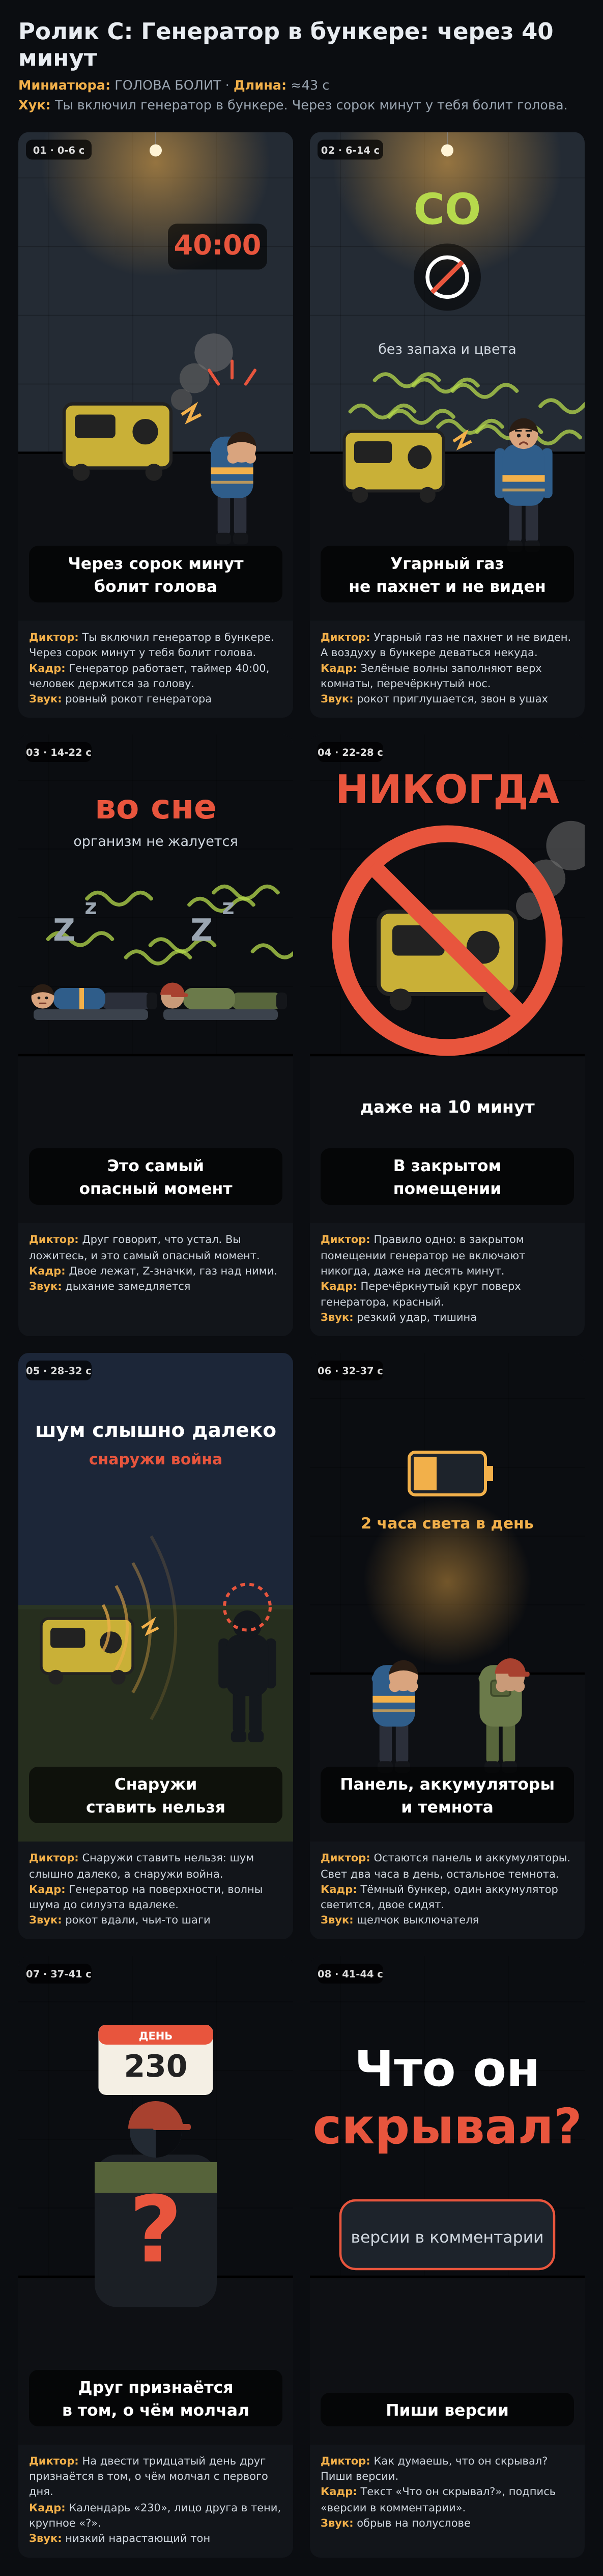 Ролик С: Генератор в бункере: через 40
минут
Миниатюра: ГОЛОВА БОЛИТ · Длина: ≈43 с
Хук: Ты включил генератор в бункере. Через сорок минут у тебя болит голова.
01 · 0-6 с
40:00
Через сорок минут
болит голова
Диктор: Ты включил генератор в бункере.
Через сорок минут у тебя болит голова.
Кадр: Генератор работает, таймер 40:00,
человек держится за голову.
Звук: ровный рокот генератора
02 · 6-14 с
CO
без запаха и цвета
Угарный газ
не пахнет и не виден
Диктор: Угарный газ не пахнет и не виден.
А воздуху в бункере деваться некуда.
Кадр: Зелёные волны заполняют верх
комнаты, перечёркнутый нос.
Звук: рокот приглушается, звон в ушах
03 · 14-22 с
во сне
организм не жалуется
z
z
Z
Z
Это самый
опасный момент
Диктор: Друг говорит, что устал. Вы
ложитесь, и это самый опасный момент.
Кадр: Двое лежат, Z-значки, газ над ними.
Звук: дыхание замедляется
04 · 22-28 с
НИКОГДА
даже на 10 минут
В закрытом
помещении
Диктор: Правило одно: в закрытом
помещении генератор не включают
никогда, даже на десять минут.
Кадр: Перечёркнутый круг поверх
генератора, красный.
Звук: резкий удар, тишина
05 · 28-32 с
шум слышно далеко
снаружи война
Снаружи
ставить нельзя
Диктор: Снаружи ставить нельзя: шум
слышно далеко, а снаружи война.
Кадр: Генератор на поверхности, волны
шума до силуэта вдалеке.
Звук: рокот вдали, чьи-то шаги
06 · 32-37 с
2 часа света в день
Панель, аккумуляторы
и темнота
Диктор: Остаются панель и аккумуляторы.
Свет два часа в день, остальное темнота.
Кадр: Тёмный бункер, один аккумулятор
светится, двое сидят.
Звук: щелчок выключателя
07 · 37-41 с
ДЕНЬ
230
?
Друг признаётся
в том, о чём молчал
Диктор: На двести тридцатый день друг
признаётся в том, о чём молчал с первого
дня.
Кадр: Календарь «230», лицо друга в тени,
крупное «?».
Звук: низкий нарастающий тон
08 · 41-44 с
Что он
скрывал?
версии в комментарии
Пиши версии
Диктор: Как думаешь, что он скрывал?
Пиши версии.
Кадр: Текст «Что он скрывал?», подпись
«версии в комментарии».
Звук: обрыв на полуслове